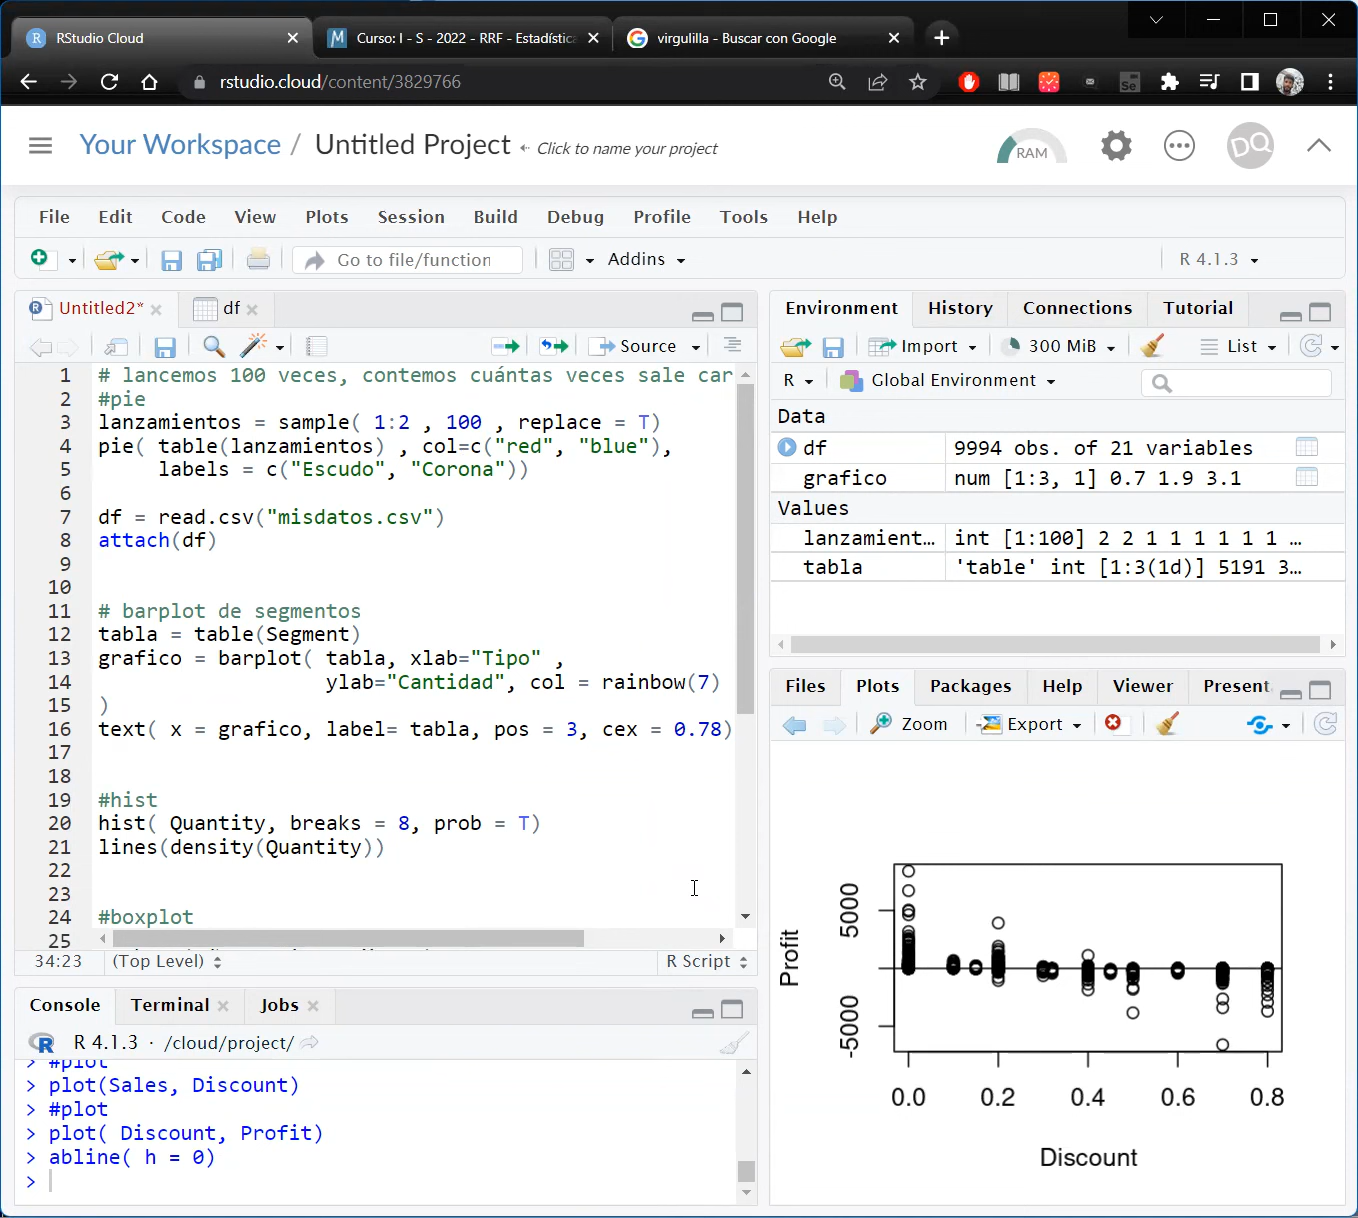 RStudio Cloud
Curso: I - S - 2022 - RRF - Estadística
virgulilla - Buscar con Google
rstudio.cloud/content/3829766
Your Workspace / Untitled Project Click to name your project
RAM
DQ
File Edit Code View Plots Session Build Debug Profile Tools Help
Go to file/function
Addins
R 4.1.3
Untitled2*
df
Source
1 # lancemos 100 veces, contemos cuántas veces sale car
2 #pie
3 lanzamientos = sample( 1:2 , 100 , replace = T)
4 pie( table(lanzamientos) , col=c("red", "blue"),
5 labels = c("Escudo", "Corona"))
6
7 df = read.csv("misdatos.csv")
8 attach(df)
9
10
11 # barplot de segmentos
12 tabla = table(Segment)
13 grafico = barplot( tabla, xlab="Tipo" ,
14 ylab="Cantidad", col = rainbow(7)
15 )
16 text( x = grafico, label= tabla, pos = 3, cex = 0.78)
17
18
19 #hist
20 hist( Quantity, breaks = 8, prob = T)
21 lines(density(Quantity))
22
23
24 #boxplot
25
34:23 (Top Level) R Script
Console Terminal Jobs
R 4.1.3 · /cloud/project/
> #plot
> plot(Sales, Discount)
> #plot
> plot( Discount, Profit)
> abline( h = 0)
>
Environment History Connections Tutorial
Import 300 MiB List
R Global Environment
Data
df 9994 obs. of 21 variables
grafico num [1:3, 1] 0.7 1.9 3.1
Values
lanzamient… int [1:100] 2 2 1 1 1 1 1 1 …
tabla 'table' int [1:3(1d)] 5191 3…
Files Plots Packages Help Viewer Present
Zoom Export
Profit
5000
-5000
0.0 0.2 0.4 0.6 0.8
Discount